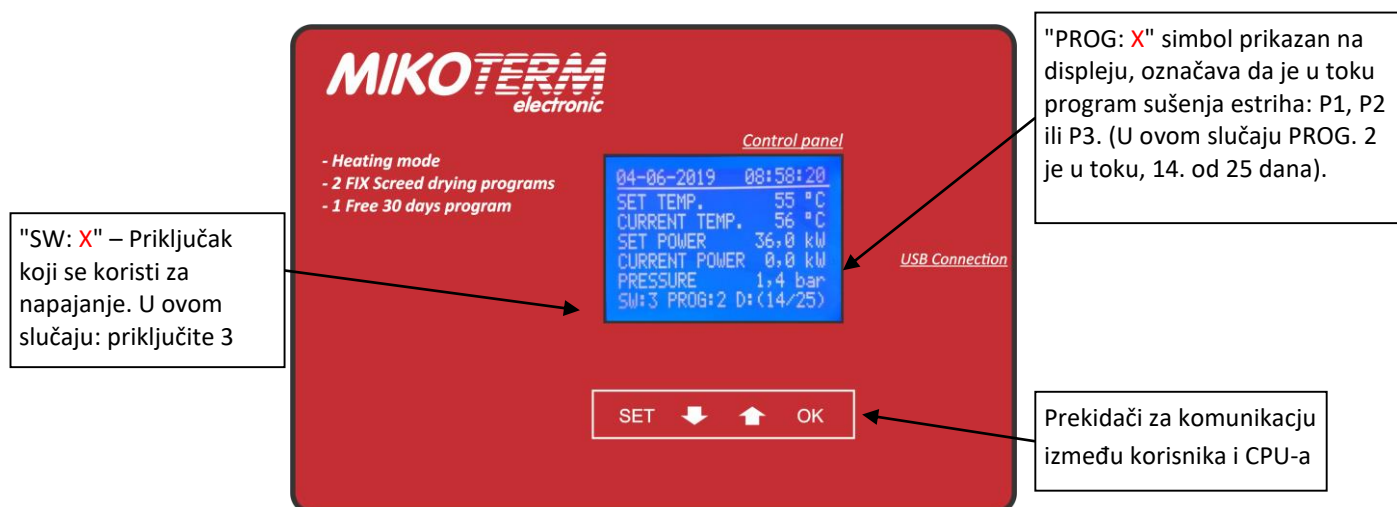 MIKOTERM
electronic
- Heating mode
- 2 FIX Screed drying programs
- 1 Free 30 days program
"SW: X" – Priključak
koji se koristi za
napajanje. U ovom
slučaju: priključite 3
Control panel
04-06-2019 08:58:20
SET TEMP. 55 °C
CURRENT TEMP. 56 °C
SET POWER 36,0 kW
CURRENT POWER 0,0 kW
PRESSURE 1,4 bar
SW:3 PROG:2 D:(14/25)
USB Connection
"PROG: X" simbol prikazan na
displeju, označava da je u toku
program sušenja estriha: P1, P2
ili P3. (U ovom slučaju PROG. 2
je u toku, 14. od 25 dana).
SET OK
Prekidači za komunikacju
između korisnika i CPU-a